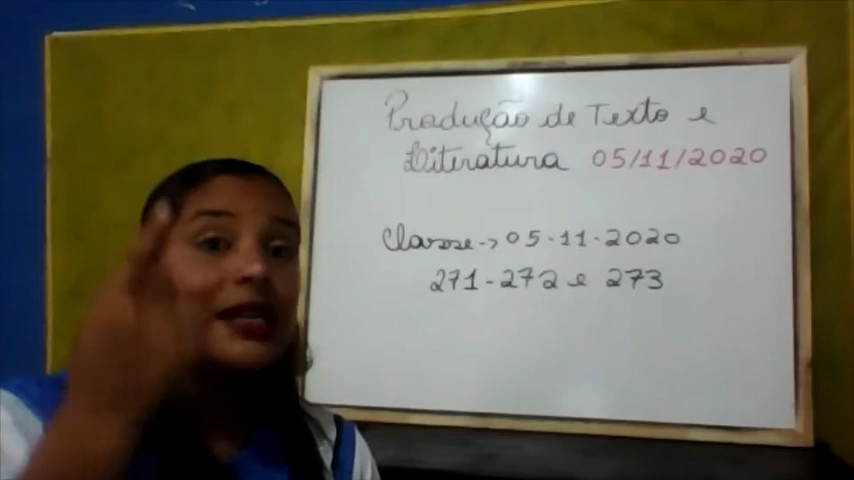 Produção de Texto e
Literatura 05/11/2020
Classe -> 05-11-2020
271-272 e 273